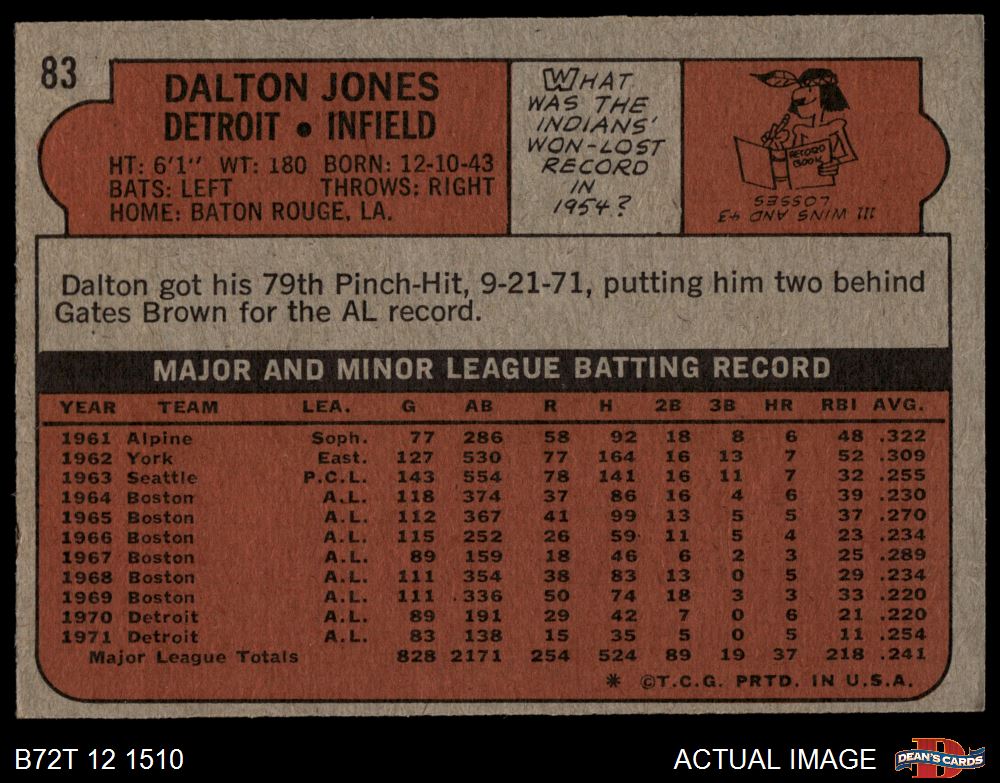 83
DALTON JONES
DETROIT • INFIELD
HT: 6'1" WT: 180 BORN: 12-10-43
BATS: LEFT THROWS: RIGHT
HOME: BATON ROUGE, LA.
WHAT
WAS THE
INDIANS'
WON-LOST
RECORD
IN
1954?
RECORD
BOOK
111 WINS AND 43
LOSSES
Dalton got his 79th Pinch-Hit, 9-21-71, putting him two behind
Gates Brown for the AL record.
MAJOR AND MINOR LEAGUE BATTING RECORD
YEAR TEAM LEA. G AB R H 2B 3B HR RBI AVG.
1961 Alpine Soph. 77 286 58 92 18 8 6 48 .322
1962 York East. 127 530 77 164 16 13 7 52 .309
1963 Seattle P.C.L. 143 554 78 141 16 11 7 32 .255
1964 Boston A.L. 118 374 37 86 16 4 6 39 .230
1965 Boston A.L. 112 367 41 99 13 5 5 37 .270
1966 Boston A.L. 115 252 26 59 11 5 4 23 .234
1967 Boston A.L. 89 159 18 46 6 2 3 25 .289
1968 Boston A.L. 111 354 38 83 13 0 5 29 .234
1969 Boston A.L. 111 336 50 74 18 3 3 33 .220
1970 Detroit A.L. 89 191 29 42 7 0 6 21 .220
1971 Detroit A.L. 83 138 15 35 5 0 5 11 .254
Major League Totals 828 2171 254 524 89 19 37 218 .241
* ©T.C.G. PRTD. IN U.S.A.
B72T 12 1510
ACTUAL IMAGE
D
DEAN'S CARDS